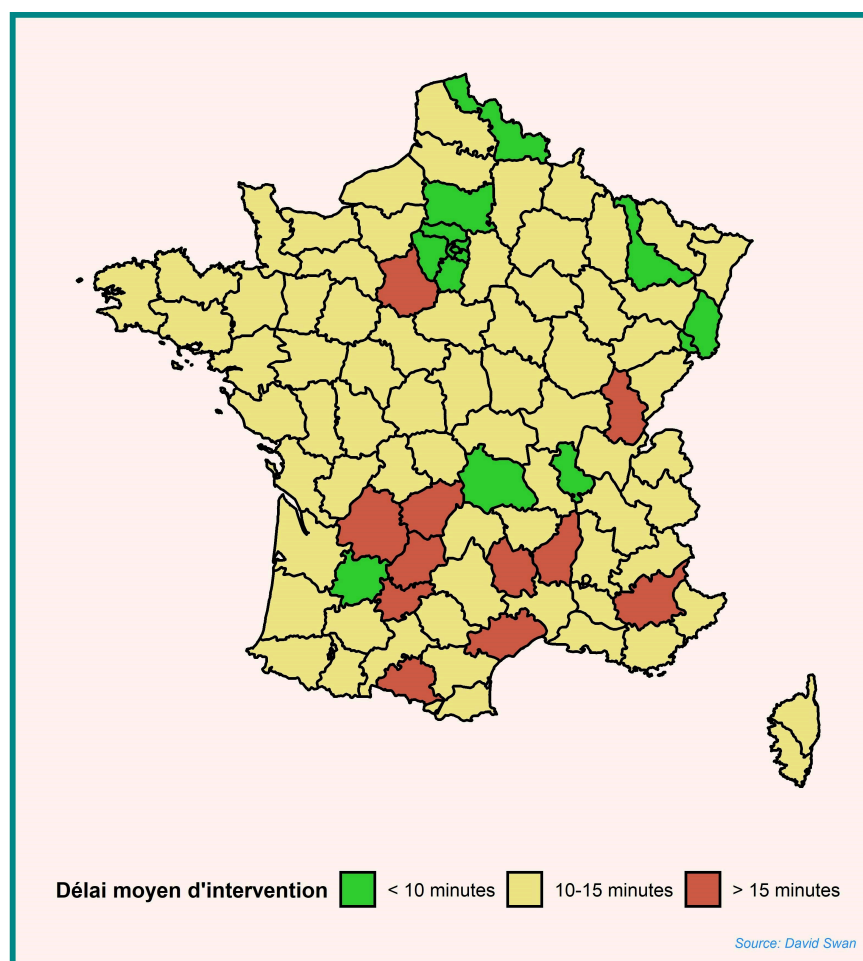 Délai moyen d'intervention < 10 minutes 10-15 minutes > 15 minutes
Source: David Swan